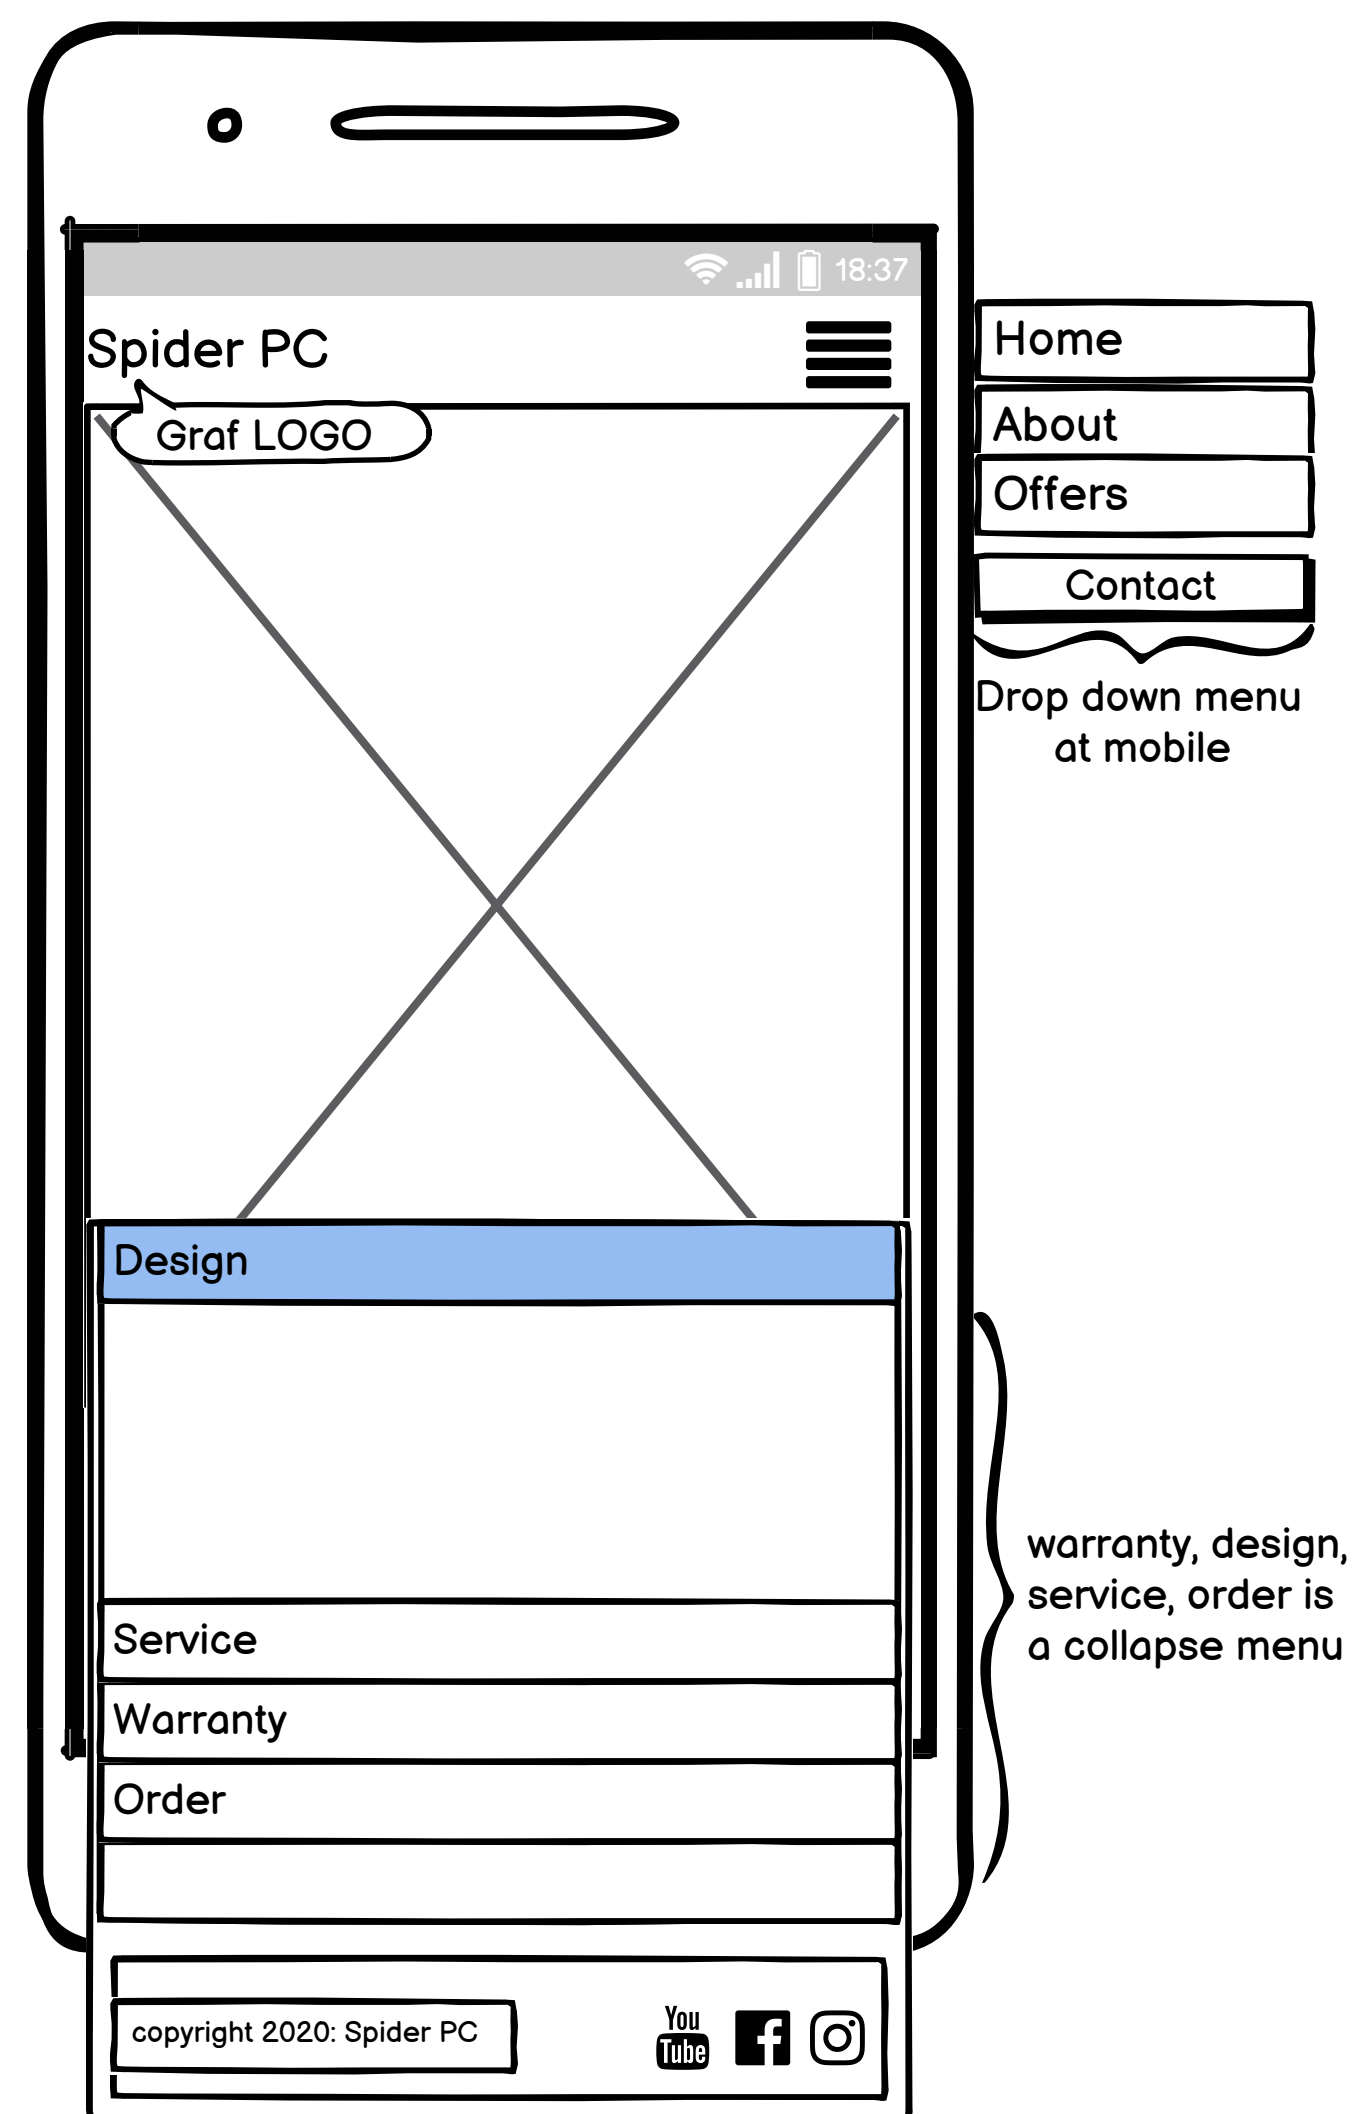 18:37
Spider PC
Graf LOGO
Home
About
Offers
Contact
Drop down menu
at mobile
Design
warranty, design,
service, order is
a collapse menu
Service
Warranty
Order
copyright 2020: Spider PC
You
Tube